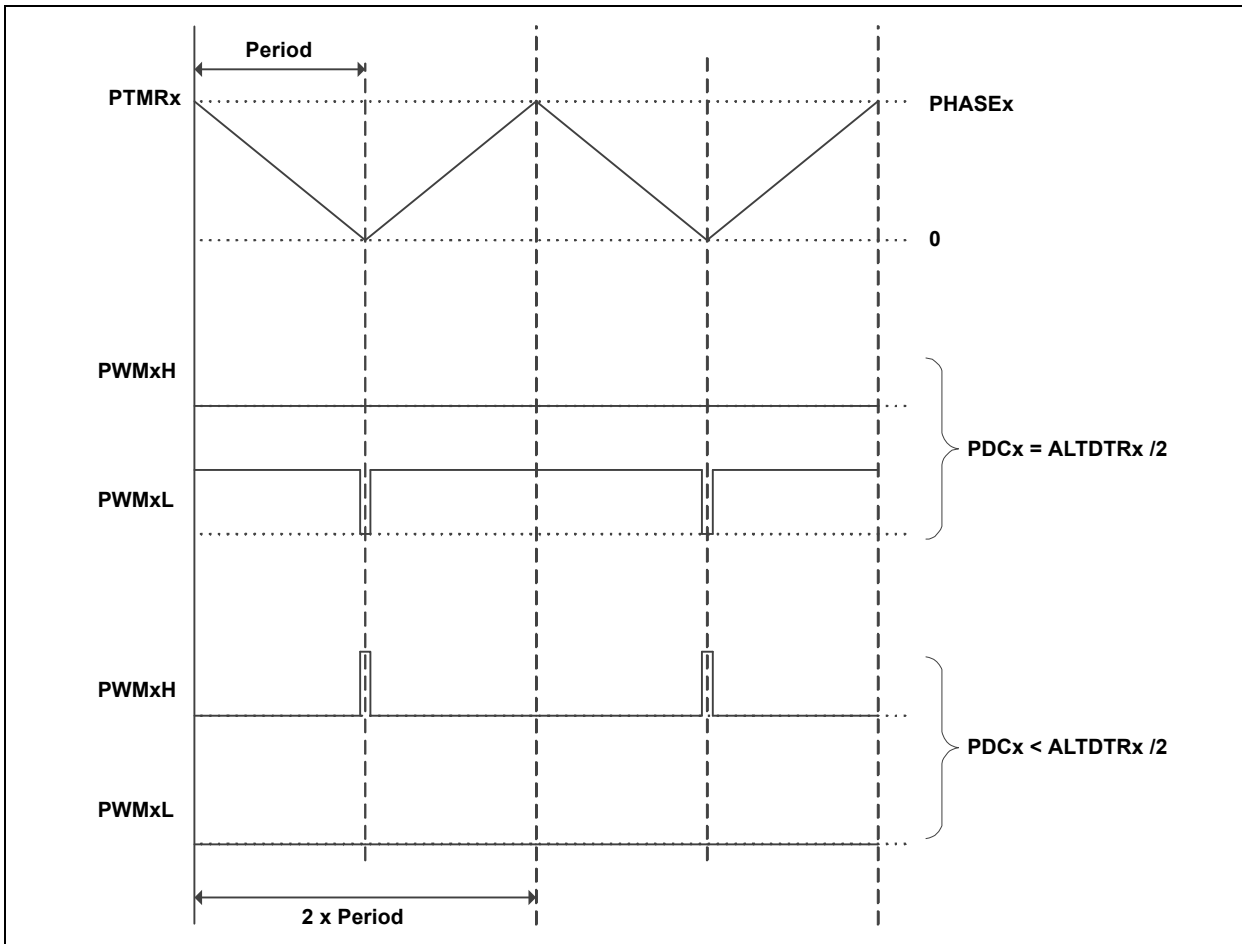 Period
PTMRx
PHASEx
0
PWMxH
PDCx = ALTDTRx /2
PWMxL
PWMxH
PDCx < ALTDTRx /2
PWMxL
2 x Period